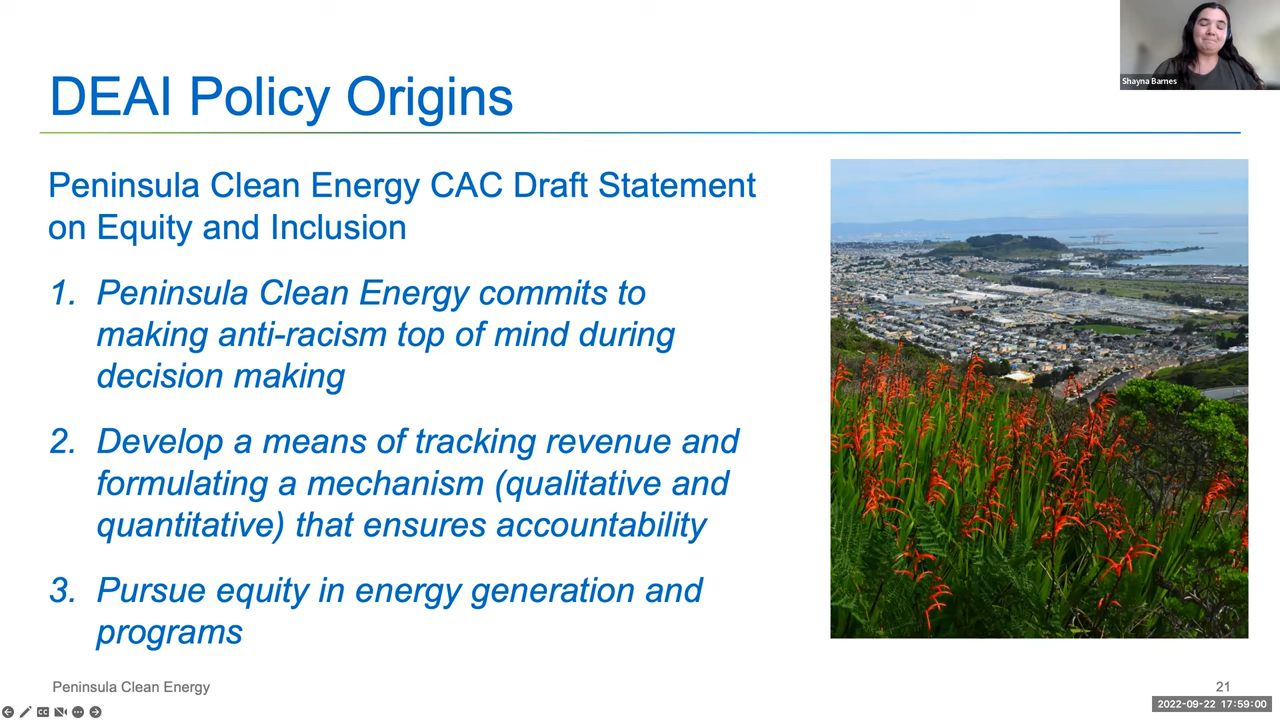 DEAI Policy Origins
Shayna Barnes
Peninsula Clean Energy CAC Draft Statement
on Equity and Inclusion
1. Peninsula Clean Energy commits to
making anti-racism top of mind during
decision making
2. Develop a means of tracking revenue and
formulating a mechanism (qualitative and
quantitative) that ensures accountability
3. Pursue equity in energy generation and
programs
Peninsula Clean Energy
21
CC
2022-09-22 17:59:00